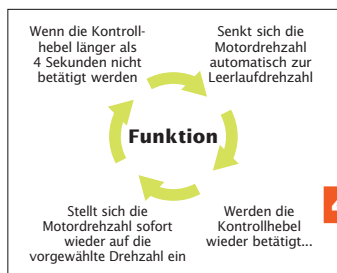 Wenn die Kontroll-
hebel länger als
4 Sekunden nicht
betätigt werden
Senkt sich die
Motordrehzahl
automatisch zur
Leerlaufdrehzahl
Funktion
Werden die
Kontrollhebel
wieder betätigt...
Stellt sich die
Motordrehzahl sofort
wieder auf die
vorgewählte Drehzahl ein